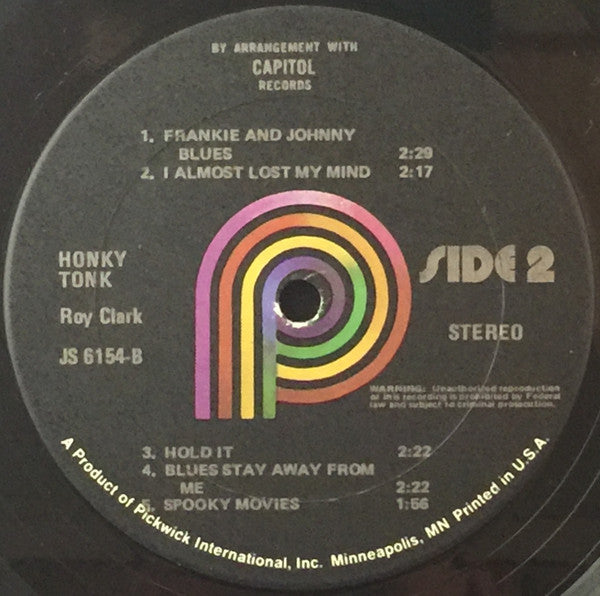 BY ARRANGEMENT WITH
CAPITOL
RECORDS
1. FRANKIE AND JOHNNY
BLUES 2:29
2. I ALMOST LOST MY MIND 2:17
HONKY
TONK
Roy Clark
JS 6154-B
SIDE 2
STEREO
WARNING: Unauthorized reproduction
of this recording is prohibited by Federal
law and subject to criminal prosecution.
3. HOLD IT 2:22
4. BLUES STAY AWAY FROM
ME 2:22
5. SPOOKY MOVIES 1:56
A Product of Pickwick International, Inc. Minneapolis, MN Printed in U.S.A.